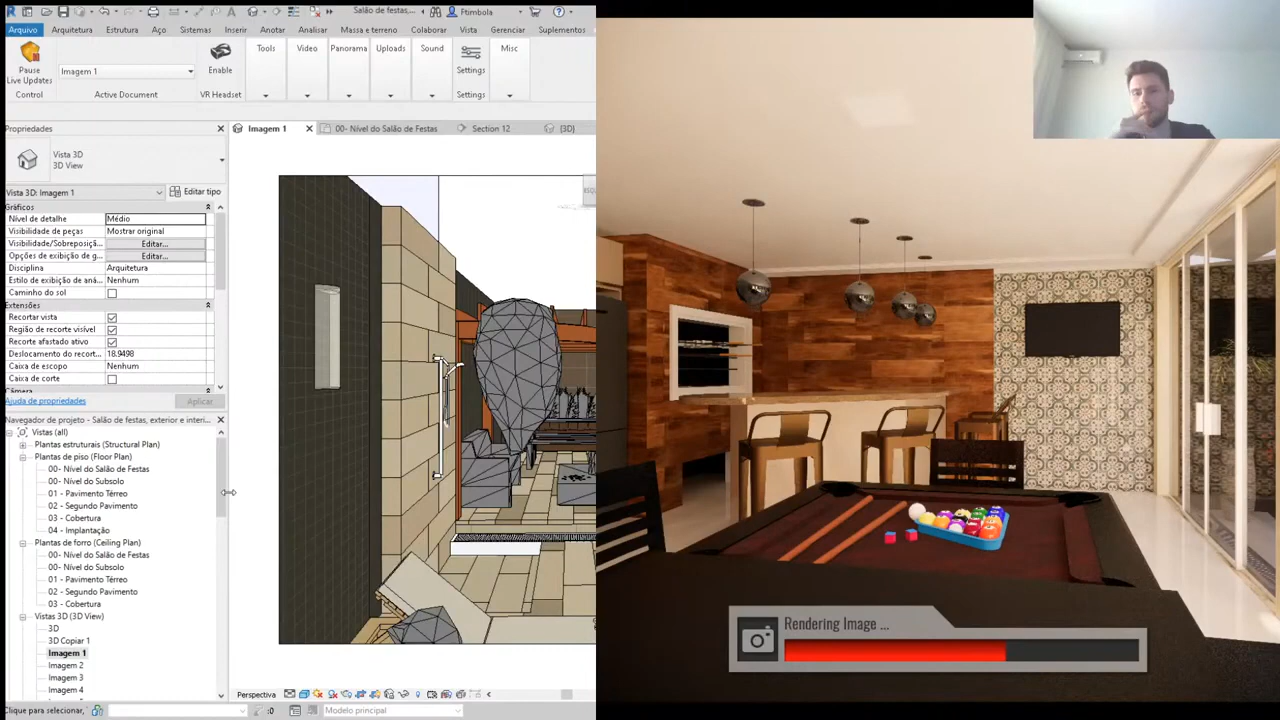 Salão de festas,...
Ptimbola
Arquivo Arquitetura Estrutura Aço Sistemas Inserir Anotar Analisar Massa e terreno Colaborar Vista Gerenciar Suplementos
Pause
Live Updates
Control
Imagem 1
Active Document
Enable
VR Headset
Tools
Video
Panorama
Uploads
Sound
Settings
Settings
Misc
Propriedades
Imagem 1
00- Nível do Salão de Festas
Section 12
{3D}
Vista 3D
3D View
Vista 3D: Imagem 1
Editar tipo
Gráficos
Nível de detalhe Médio
Visibilidade de peças Mostrar original
Visibilidade/Sobreposiçã... Editar...
Opções de exibição de g... Editar...
Disciplina Arquitetura
Estilo de exibição de aná... Nenhum
Caminho do sol
Extensões
Recortar vista
Região de recorte visível
Recorte afastado ativo
Deslocamento do recort... 18.9498
Caixa de escopo Nenhum
Caixa de corte
Câmera
Ajuda de propriedades
Aplicar
Navegador de projeto - Salão de festas, exterior e interi...
Vistas (all)
Plantas estruturais (Structural Plan)
Plantas de piso (Floor Plan)
00- Nível do Salão de Festas
00- Nível do Subsolo
01 - Pavimento Térreo
02 - Segundo Pavimento
03 - Cobertura
04 - Implantação
Plantas de forro (Ceiling Plan)
00- Nível do Salão de Festas
00- Nível do Subsolo
01 - Pavimento Térreo
02 - Segundo Pavimento
03 - Cobertura
Vistas 3D (3D View)
3D
3D Copiar 1
Imagem 1
Imagem 2
Imagem 3
Imagem 4
Perspectiva
Clique para selecionar,
:0
Modelo principal
Rendering Image ...